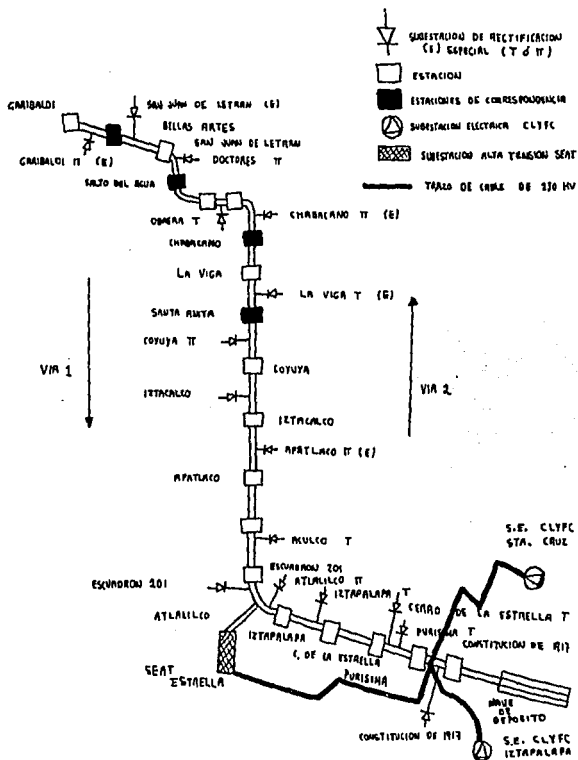 SUBESTACION DE RECTIFICACION
(E) ESPECIAL (T ó π)
ESTACION
ESTACIONES DE CORRESPONDENCIA
SUBESTACION ELECTRICA CLYFC
SUBESTACION ALTA TENSION SEAT
TRAZO DE CABLE DE 230 KV
GARIBALDI
SAN JUAN DE LETRAN (E)
BELLAS ARTES
SAN JUAN DE LETRAN
GARIBALDI π (E)
DOCTORES π
SALTO DEL AGUA
OBRERA T
CHABACANO π (E)
CHABACANO
LA VIGA
LA VIGA T (E)
SANTA ANITA
COYUYA π
VIA 1
COYUYA
VIA 2
IZTACALCO
IZTACALCO
APATLACO π (E)
APATLACO
ACULCO T
S.E. CLYFC
STA. CRUZ
ESCUADRON 201
ESCUADRON 201
ATLALILCO π
IZTAPALAPA T
CERRO DE LA ESTRELLA T
ATLALILCO
PURISIMA T
IZTAPALAPA
CONSTITUCION DE 1917
C. DE LA ESTRELLA
SEAT
ESTRELLA
PURISIMA
NAVE
DE
DEPOSITO
CONSTITUCION DE 1917
S.E. CLYFC
IZTAPALAPA